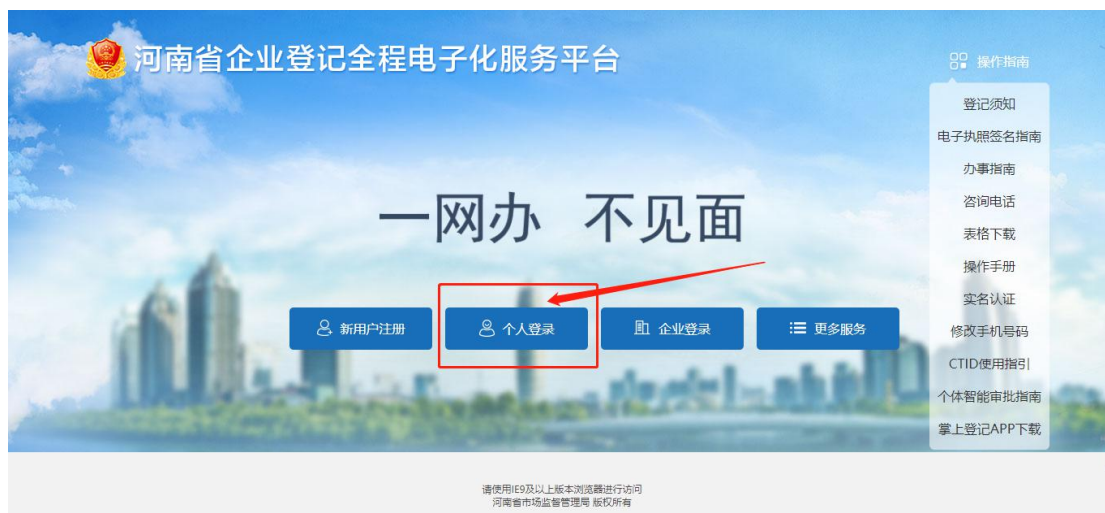 河南省企业登记全程电子化服务平台
操作指南
登记须知
电子执照签名指南
办事指南
咨询电话
表格下载
操作手册
实名认证
修改手机号码
CTID使用指引
个体智能审批指南
掌上登记APP下载
一网办 不见面
新用户注册
个人登录
企业登录
更多服务
请使用IE9及以上版本浏览器进行访问
河南省市场监督管理局 版权所有